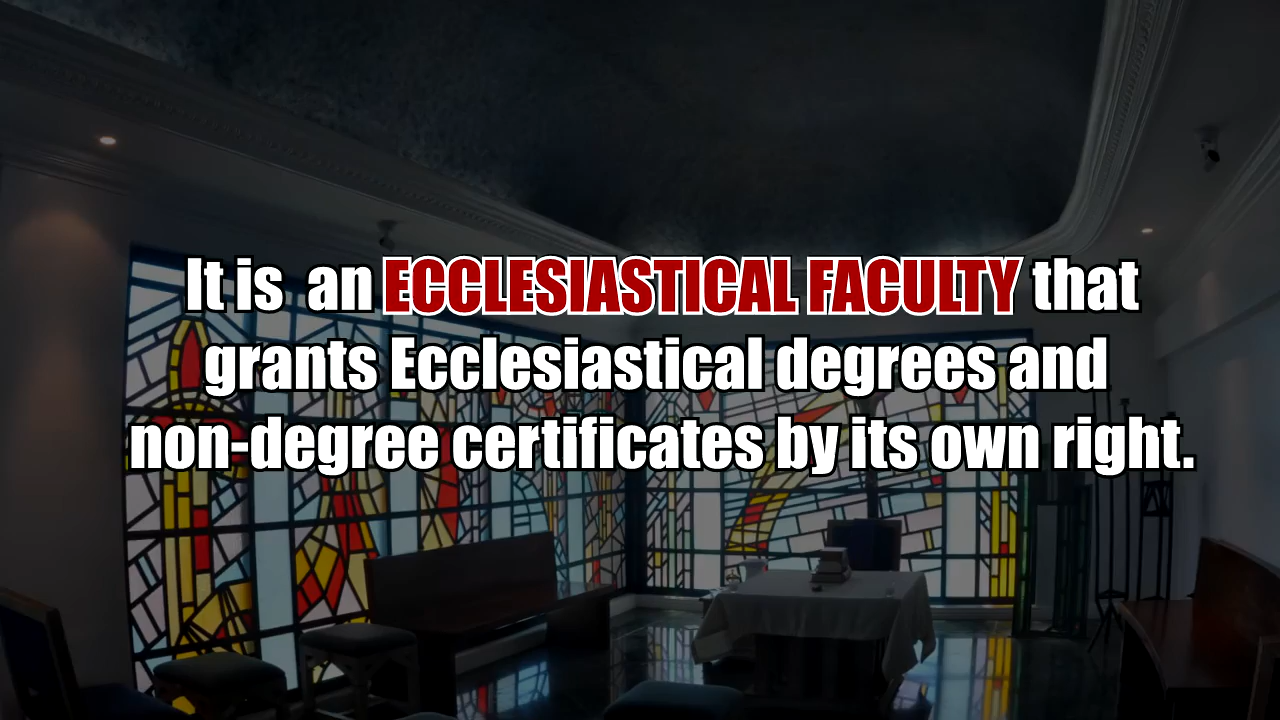 It is  an ECCLESIASTICAL FACULTY that
grants Ecclesiastical degrees and
non-degree certificates by its own right.